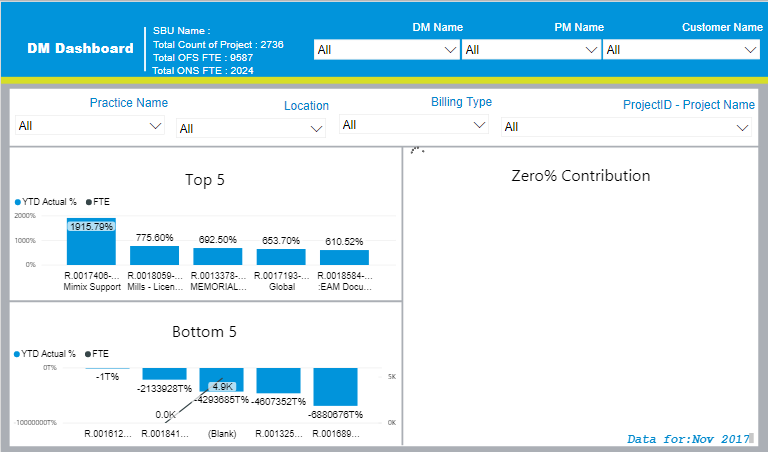 DM Dashboard
SBU Name :
Total Count of Project : 2736
Total OFS FTE : 9587
Total ONS FTE : 2024
DM Name
PM Name
Customer Name
All
All
All
Practice Name
Location
Billing Type
ProjectID - Project Name
All
All
All
All
Top 5
YTD Actual % FTE
2000%
1000%
0%
1915.79%
775.60%
692.50%
653.70%
610.52%
R.0017406-...
Mimix Support
R.0018059-...
Mills - Licen...
R.0013378-...
MEMORIAL...
R.0017193-...
Global
R.0018584-...
:EAM Docu...
Bottom 5
YTD Actual % FTE
0T%
-10000000T%
-1T%
-2133928T%
-4293685T%
-4607352T%
-6880676T%
0.0K
4.9K
5K
0K
R.001612...
R.001841...
(Blank)
R.001325...
R.001689...
Zero% Contribution
Data for:Nov 2017